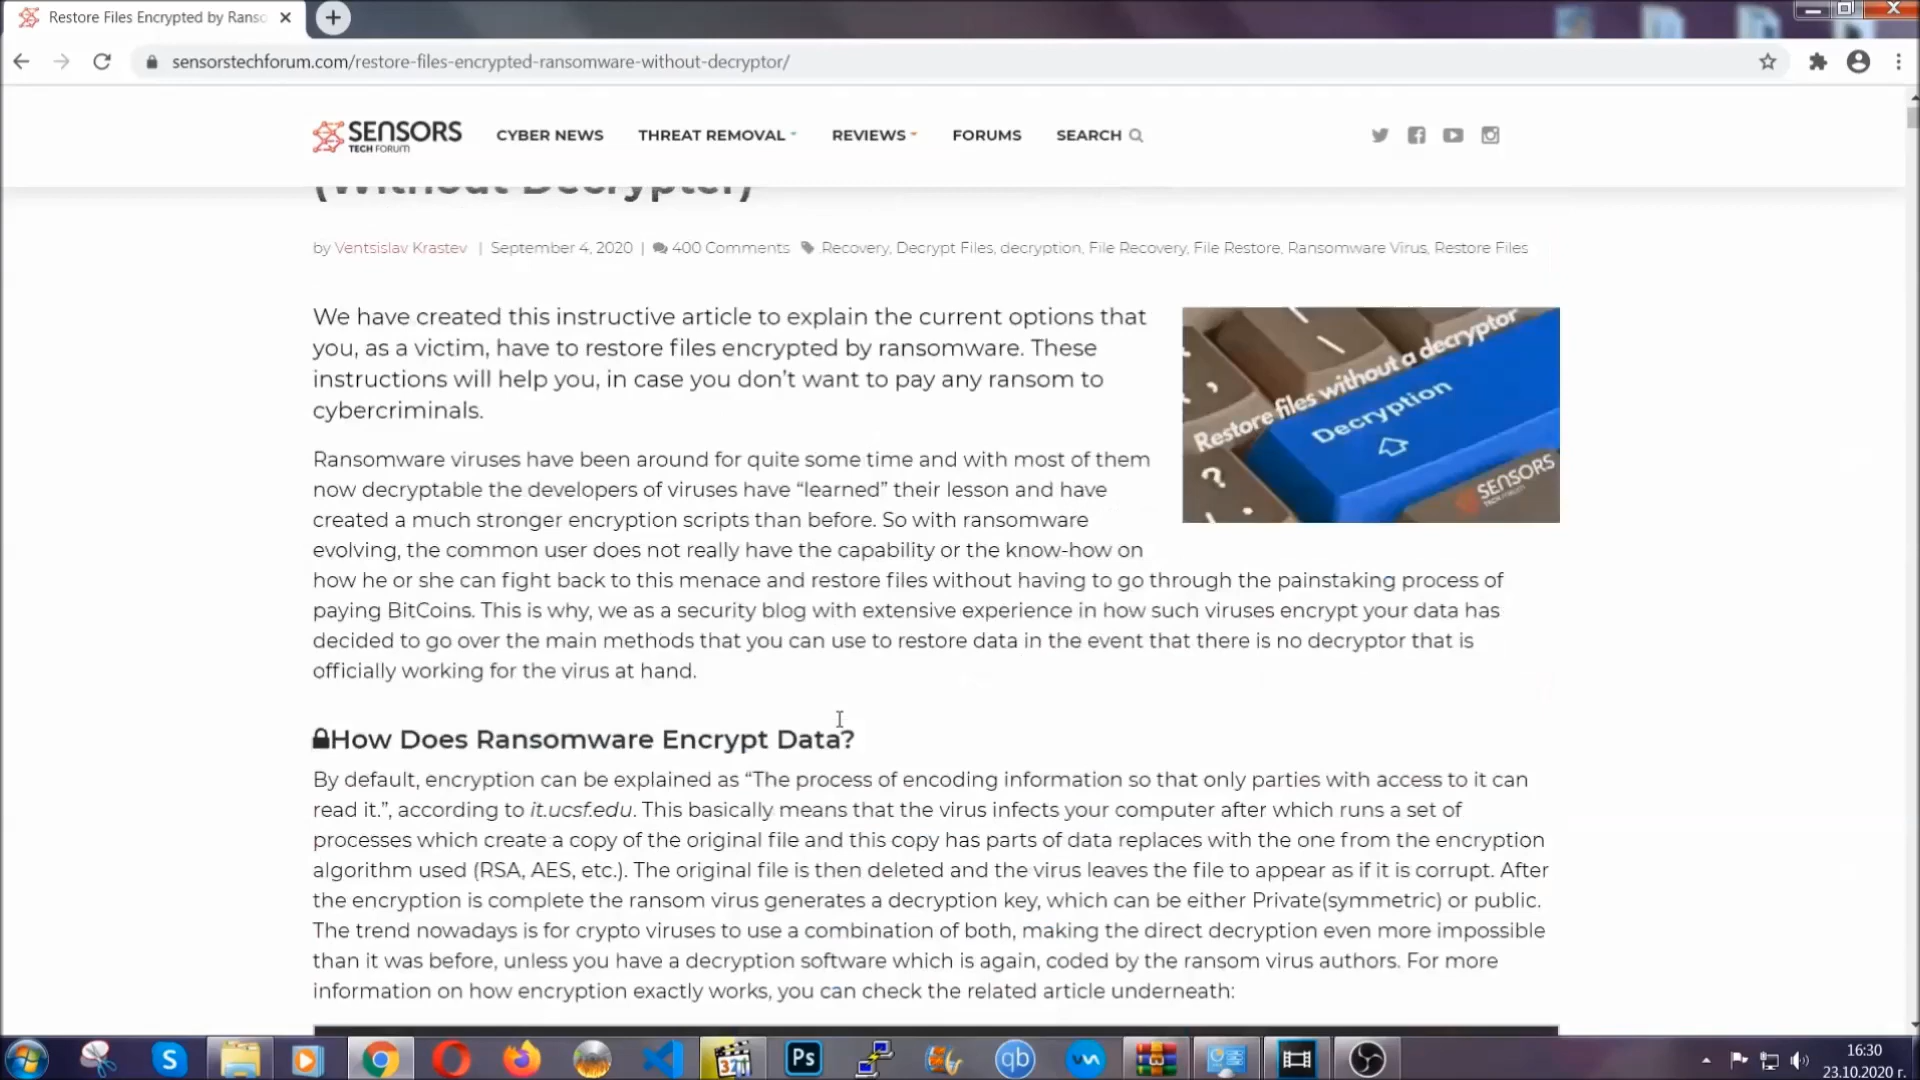 Restore Files Encrypted by Ranso
sensorstechforum.com/restore-files-encrypted-ransomware-without-decryptor/
SENSORS
TECH FORUM
CYBER NEWS
THREAT REMOVAL
REVIEWS
FORUMS
SEARCH
(Without Decrypter)
by Ventsislav Krastev | September 4, 2020 | 400 Comments Recovery, Decrypt Files, decryption, File Recovery, File Restore, Ransomware Virus, Restore Files
We have created this instructive article to explain the current options that
you, as a victim, have to restore files encrypted by ransomware. These
instructions will help you, in case you don't want to pay any ransom to
cybercriminals.
Restore files without a decryptor
Decryption
SENSORS
Ransomware viruses have been around for quite some time and with most of them
now decryptable the developers of viruses have “learned” their lesson and have
created a much stronger encryption scripts than before. So with ransomware
evolving, the common user does not really have the capability or the know-how on
how he or she can fight back to this menace and restore files without having to go through the painstaking process of
paying BitCoins. This is why, we as a security blog with extensive experience in how such viruses encrypt your data has
decided to go over the main methods that you can use to restore data in the event that there is no decryptor that is
officially working for the virus at hand.
How Does Ransomware Encrypt Data?
By default, encryption can be explained as “The process of encoding information so that only parties with access to it can
read it.”, according to it.ucsf.edu. This basically means that the virus infects your computer after which runs a set of
processes which create a copy of the original file and this copy has parts of data replaces with the one from the encryption
algorithm used (RSA, AES, etc.). The original file is then deleted and the virus leaves the file to appear as if it is corrupt. After
the encryption is complete the ransom virus generates a decryption key, which can be either Private(symmetric) or public.
The trend nowadays is for crypto viruses to use a combination of both, making the direct decryption even more impossible
than it was before, unless you have a decryption software which is again, coded by the ransom virus authors. For more
information on how encryption exactly works, you can check the related article underneath:
321
Ps
qb
16:30
23.10.2020 г.